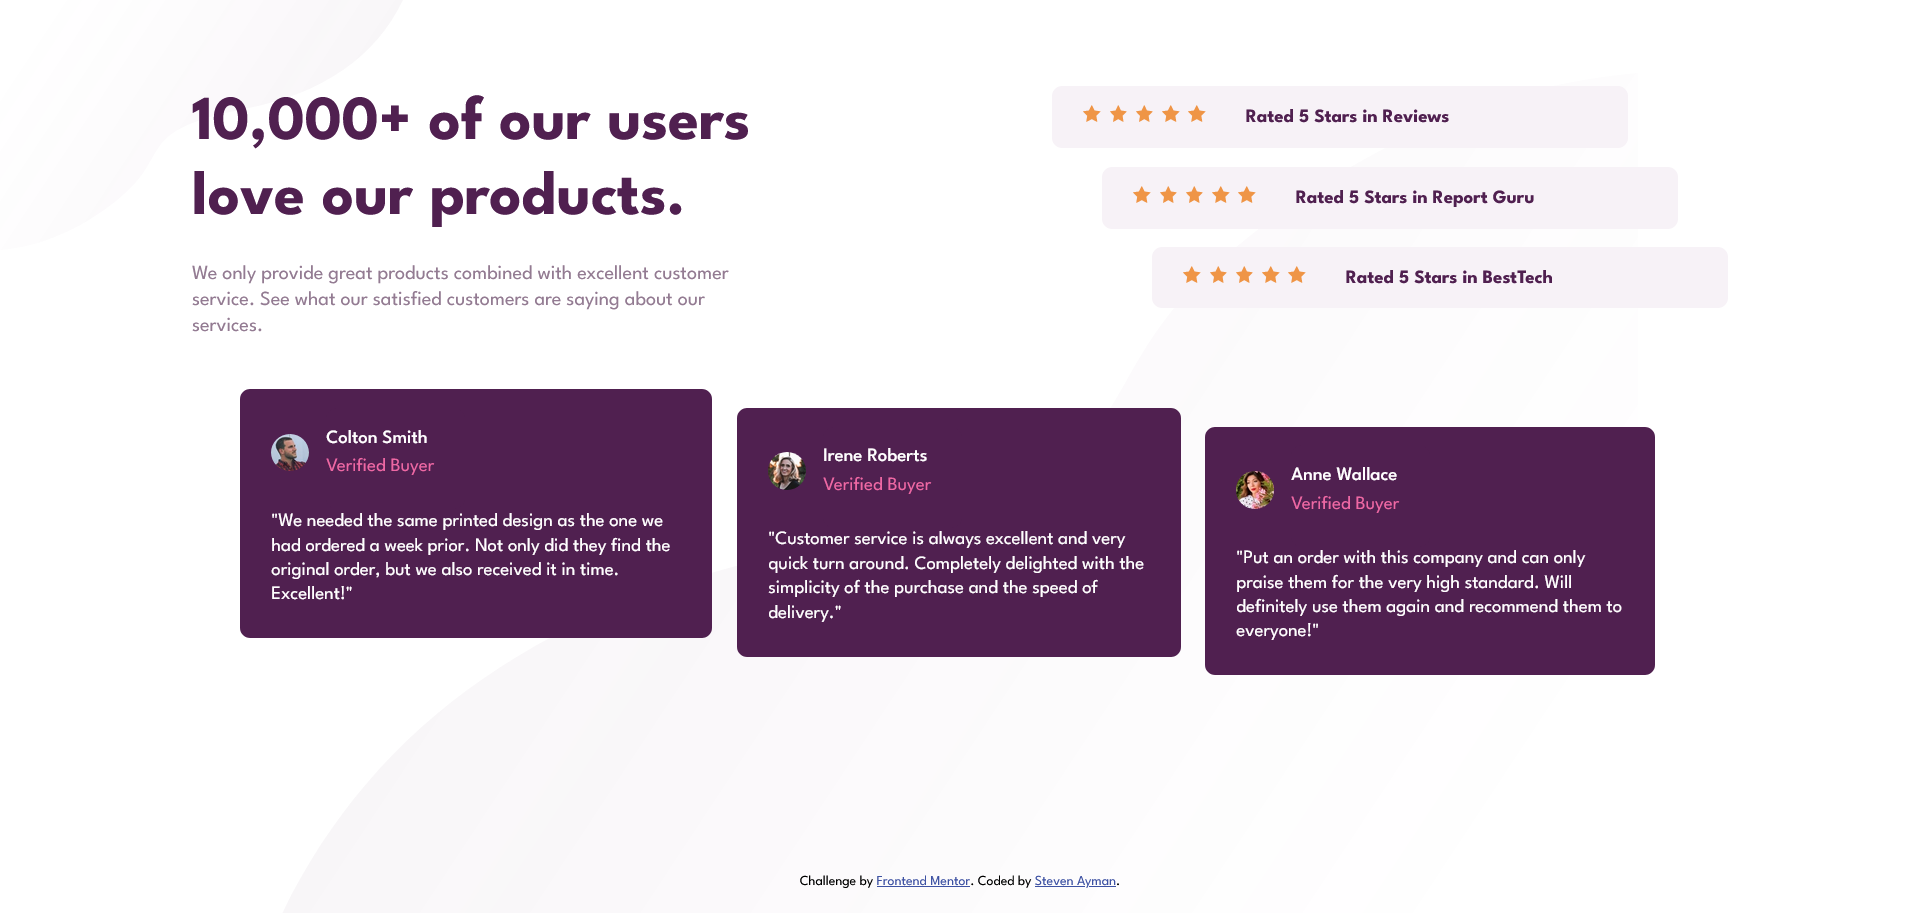 10,000+ of our users
love our products.
We only provide great products combined with excellent customer
service. See what our satisfied customers are saying about our
services.
Rated 5 Stars in Reviews
Rated 5 Stars in Report Guru
Rated 5 Stars in BestTech
Colton Smith
Verified Buyer
"We needed the same printed design as the one we
had ordered a week prior. Not only did they find the
original order, but we also received it in time.
Excellent!"
Irene Roberts
Verified Buyer
"Customer service is always excellent and very
quick turn around. Completely delighted with the
simplicity of the purchase and the speed of
delivery."
Anne Wallace
Verified Buyer
"Put an order with this company and can only
praise them for the very high standard. Will
definitely use them again and recommend them to
everyone!"
Challenge by Frontend Mentor. Coded by Steven Ayman.